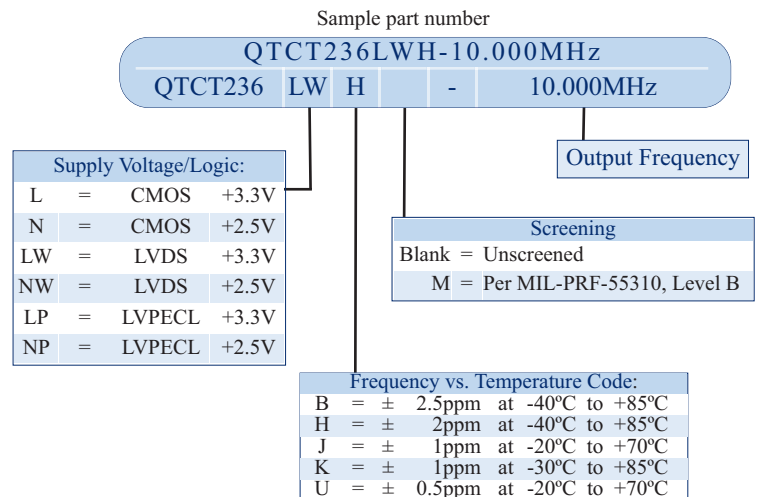 Sample part number
QTCT236LWH-10.000MHz
QTCT236 LW H - 10.000MHz
Output Frequency
Supply Voltage/Logic:
L = CMOS +3.3V
N = CMOS +2.5V
LW = LVDS +3.3V
NW = LVDS +2.5V
LP = LVPECL +3.3V
NP = LVPECL +2.5V
Screening
Blank = Unscreened
M = Per MIL-PRF-55310, Level B
Frequency vs. Temperature Code:
B = ± 2.5ppm at -40ºC to +85ºC
H = ± 2ppm at -40ºC to +85ºC
J = ± 1ppm at -20ºC to +70ºC
K = ± 1ppm at -30ºC to +85ºC
U = ± 0.5ppm at -20ºC to +70ºC